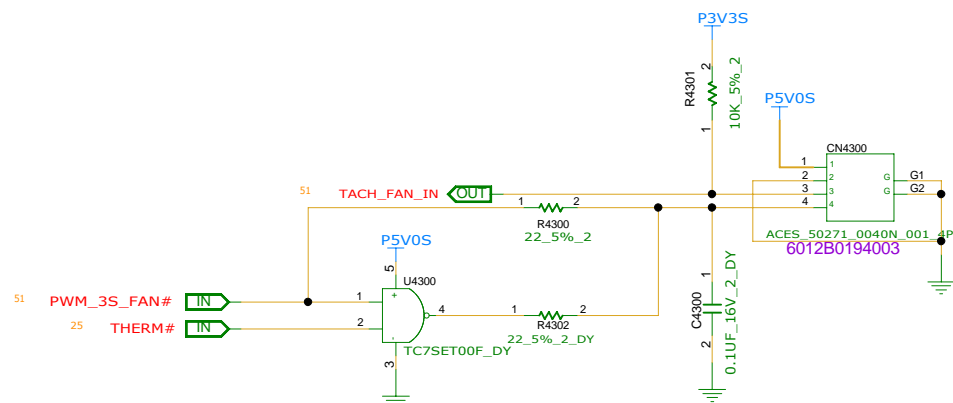 P3V3S
2
R4301
10K_5%_2
1
P5V0S
CN4300
1
1
2
2
3
3
4
4
G
G1
G
G2
ACES_50271_0040N_001_4P
6012B0194003
51
TACH_FAN_IN
OUT
1
2
R4300
22_5%_2
P5V0S
5
U4300
51
PWM_3S_FAN#
IN
1
+
25
THERM#
IN
2
-
4
3
TC7SET00F_DY
1
2
R4302
22_5%_2_DY
1
C4300
2
0.1UF_16V_2_DY